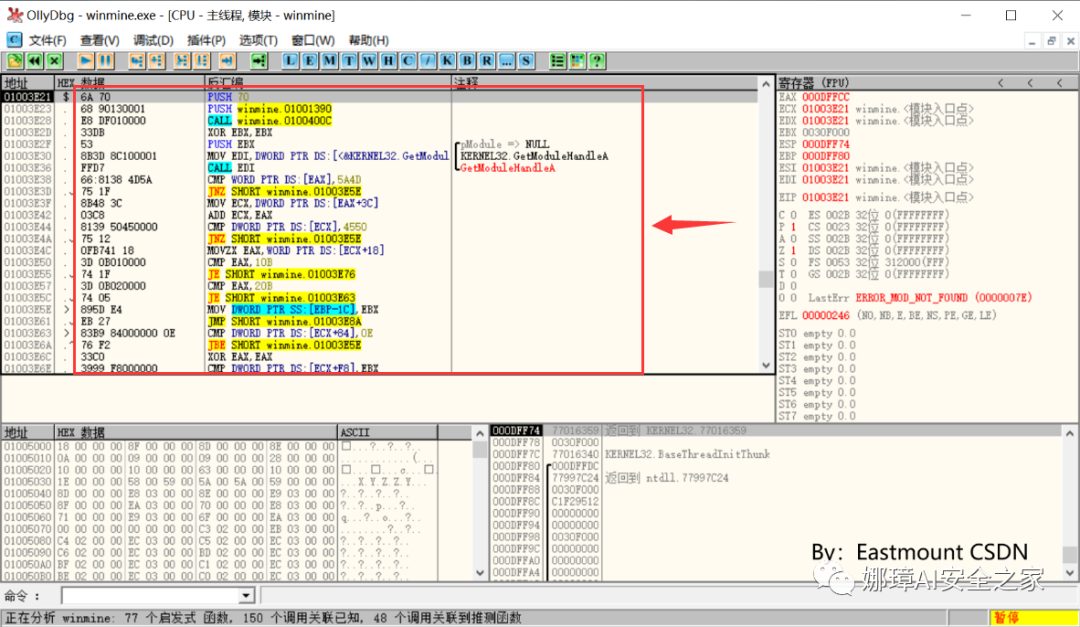 OllyDbg - winmine.exe - [CPU - 主线程, 模块 - winmine]
文件(F) 查看(V) 调试(D) 插件(P) 选项(T) 窗口(W) 帮助(H)
L E M T W H C / K B R ... S ?
地址 HEX 数据 反汇编 注释
01003E21 $ 6A 70 PUSH 70
01003E23 . 68 90130001 PUSH winmine.01001390
01003E28 . E8 DF010000 CALL winmine.0100400C
01003E2D . 33DB XOR EBX,EBX
01003E2F . 53 PUSH EBX pModule => NULL
01003E30 . 8B3D 8C100001 MOV EDI,DWORD PTR DS:[<&KERNEL32.GetModul KERNEL32.GetModuleHandleA
01003E36 . FFD7 CALL EDI GetModuleHandleA
01003E38 . 66:8138 4D5A CMP WORD PTR DS:[EAX],5A4D
01003E3D . 75 1F JNZ SHORT winmine.01003E5E
01003E3F . 8B48 3C MOV ECX,DWORD PTR DS:[EAX+3C]
01003E42 . 03C8 ADD ECX,EAX
01003E44 . 8139 50450000 CMP DWORD PTR DS:[ECX],4550
01003E4A . 75 12 JNZ SHORT winmine.01003E5E
01003E4C . 0FB741 18 MOVZX EAX,WORD PTR DS:[ECX+18]
01003E50 . 3D 0B010000 CMP EAX,10B
01003E55 . 74 1F JE SHORT winmine.01003E76
01003E57 . 3D 0B020000 CMP EAX,20B
01003E5C . 74 05 JE SHORT winmine.01003E63
01003E5E > 895D E4 MOV DWORD PTR SS:[EBP-1C],EBX
01003E61 . EB 27 JMP SHORT winmine.01003E8A
01003E63 > 83B9 84000000 0E CMP DWORD PTR DS:[ECX+84],0E
01003E6A . 76 F2 JBE SHORT winmine.01003E5E
01003E6C . 33C0 XOR EAX,EAX
01003E6E . 3999 F8000000 CMP DWORD PTR DS:[ECX+F8],EBX
寄存器 (FPU) < < <
EAX 000DFFCC
ECX 01003E21 winmine.<模块入口点>
EDX 01003E21 winmine.<模块入口点>
EBX 0030F000
ESP 000DFF74
EBP 000DFF80
ESI 01003E21 winmine.<模块入口点>
EDI 01003E21 winmine.<模块入口点>
EIP 01003E21 winmine.<模块入口点>
C 0 ES 002B 32位 0(FFFFFFFF)
P 1 CS 0023 32位 0(FFFFFFFF)
A 0 SS 002B 32位 0(FFFFFFFF)
Z 1 DS 002B 32位 0(FFFFFFFF)
S 0 FS 0053 32位 312000(FFF)
T 0 GS 002B 32位 0(FFFFFFFF)
D 0
O 0 LastErr ERROR_MOD_NOT_FOUND (0000007E)
EFL 00000246 (NO,NB,E,BE,NS,PE,GE,LE)
ST0 empty 0.0
ST1 empty 0.0
ST2 empty 0.0
ST3 empty 0.0
ST4 empty 0.0
ST5 empty 0.0
ST6 empty 0.0
ST7 empty 0.0
地址 HEX 数据 ASCII
01005000 18 00 00 00 8F 00 00 00 8D 00 00 00 8E 00 00 00
01005010 0A 00 00 00 09 00 00 00 09 00 00 00 28 00 00 00
01005020 10 00 00 00 10 00 00 00 63 00 00 00 10 00 00 00
01005030 1E 00 00 00 58 00 59 00 5A 00 5A 00 59 00 00 00
01005040 8D 00 00 00 E8 03 00 00 8E 00 00 00 E9 03 00 00
01005050 8F 00 00 00 EA 03 00 00 70 00 00 00 E8 03 00 00
01005060 71 00 00 00 E9 03 00 00 6F 00 00 00 EA 03 00 00
01005070 00 00 00 00 00 00 00 00 C3 02 00 00 EB 03 00 00
01005080 C4 02 00 00 EC 03 00 00 C5 02 00 00 EC 03 00 00
01005090 C6 02 00 00 EC 03 00 00 BD 02 00 00 EC 03 00 00
010050A0 BF 02 00 00 EC 03 00 00 C1 02 00 00 EC 03 00 00
010050B0 BE 02 00 00 EC 03 00 00 C0 02 00 00 EC 03 00 00
000DFF74 77016359 返回到 KERNEL32.77016359
000DFF78 0030F000
000DFF7C 77016340 KERNEL32.BaseThreadInitThunk
000DFF80 000DFFDC
000DFF84 77997C24 返回到 ntdll.77997C24
000DFF88 0030F000
000DFF8C C1F29512
000DFF90 00000000
000DFF94 00000000
000DFF98 0030F000
000DFF9C 00000000
000DFFA0 00000000
000DFFA4 00000000
By：Eastmount CSDN
娜璋AI安全之家
命令：
正在分析 winmine: 77 个启发式 函数, 150 个调用关联已知, 48 个调用关联到推测函数
暂停